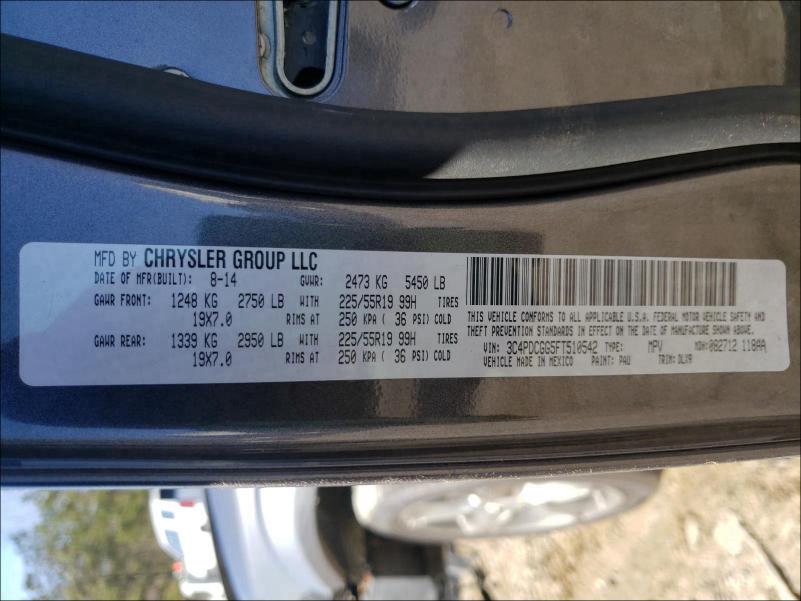 MFD BY CHRYSLER GROUP LLC
DATE OF MFR(BUILT): 8-14 GVWR: 2473 KG 5450 LB
GAWR FRONT: 1248 KG 2750 LB WITH 225/55R19 99H TIRES
19X7.0 RIMS AT 250 KPA ( 36 PSI) COLD
GAWR REAR: 1339 KG 2950 LB WITH 225/55R19 99H TIRES
19X7.0 RIMS AT 250 KPA ( 36 PSI) COLD
THIS VEHICLE CONFORMS TO ALL APPLICABLE U.S.A. FEDERAL MOTOR VEHICLE SAFETY AND
THEFT PREVENTION STANDARDS IN EFFECT ON THE DATE OF MANUFACTURE SHOWN ABOVE.
VIN: 3C4PDCGG5FT510542 TYPE: MPV MDH: 082712 118AA
VEHICLE MADE IN MEXICO PAINT: PAU TRIM: DLX9